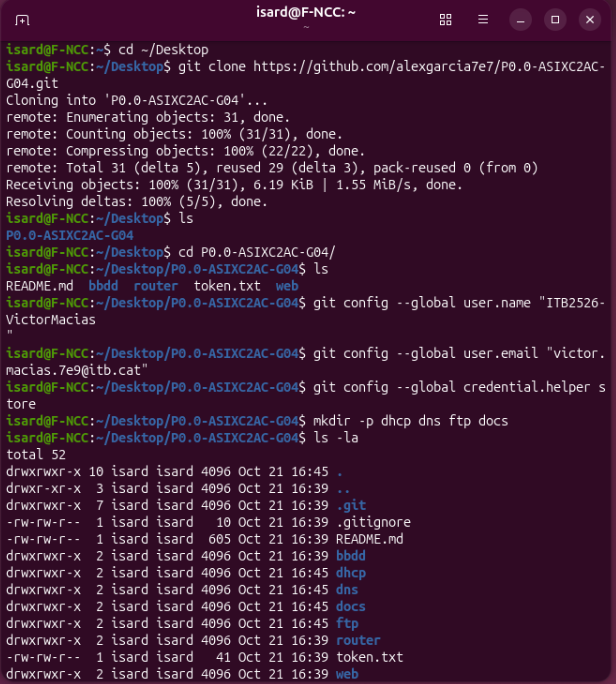 isard@F-NCC: ~
~
isard@F-NCC:~$ cd ~/Desktop
isard@F-NCC:~/Desktop$ git clone https://github.com/alexgarcia7e7/P0.0-ASIXC2AC-
G04.git
Cloning into 'P0.0-ASIXC2AC-G04'...
remote: Enumerating objects: 31, done.
remote: Counting objects: 100% (31/31), done.
remote: Compressing objects: 100% (22/22), done.
remote: Total 31 (delta 5), reused 29 (delta 3), pack-reused 0 (from 0)
Receiving objects: 100% (31/31), 6.19 KiB | 1.55 MiB/s, done.
Resolving deltas: 100% (5/5), done.
isard@F-NCC:~/Desktop$ ls
P0.0-ASIXC2AC-G04
isard@F-NCC:~/Desktop$ cd P0.0-ASIXC2AC-G04/
isard@F-NCC:~/Desktop/P0.0-ASIXC2AC-G04$ ls
README.md  bbdd  router  token.txt  web
isard@F-NCC:~/Desktop/P0.0-ASIXC2AC-G04$ git config --global user.name "ITB2526-
VictorMacias
"
isard@F-NCC:~/Desktop/P0.0-ASIXC2AC-G04$ git config --global user.email "victor.
macias.7e9@itb.cat"
isard@F-NCC:~/Desktop/P0.0-ASIXC2AC-G04$ git config --global credential.helper s
tore
isard@F-NCC:~/Desktop/P0.0-ASIXC2AC-G04$ mkdir -p dhcp dns ftp docs
isard@F-NCC:~/Desktop/P0.0-ASIXC2AC-G04$ ls -la
total 52
drwxrwxr-x 10 isard isard 4096 Oct 21 16:45 .
drwxr-xr-x  3 isard isard 4096 Oct 21 16:39 ..
drwxrwxr-x  7 isard isard 4096 Oct 21 16:39 .git
-rw-rw-r--  1 isard isard   10 Oct 21 16:39 .gitignore
-rw-rw-r--  1 isard isard  605 Oct 21 16:39 README.md
drwxrwxr-x  2 isard isard 4096 Oct 21 16:39 bbdd
drwxrwxr-x  2 isard isard 4096 Oct 21 16:45 dhcp
drwxrwxr-x  2 isard isard 4096 Oct 21 16:45 dns
drwxrwxr-x  2 isard isard 4096 Oct 21 16:45 docs
drwxrwxr-x  2 isard isard 4096 Oct 21 16:45 ftp
drwxrwxr-x  2 isard isard 4096 Oct 21 16:39 router
-rw-rw-r--  1 isard isard   41 Oct 21 16:39 token.txt
drwxrwxr-x  2 isard isard 4096 Oct 21 16:39 web